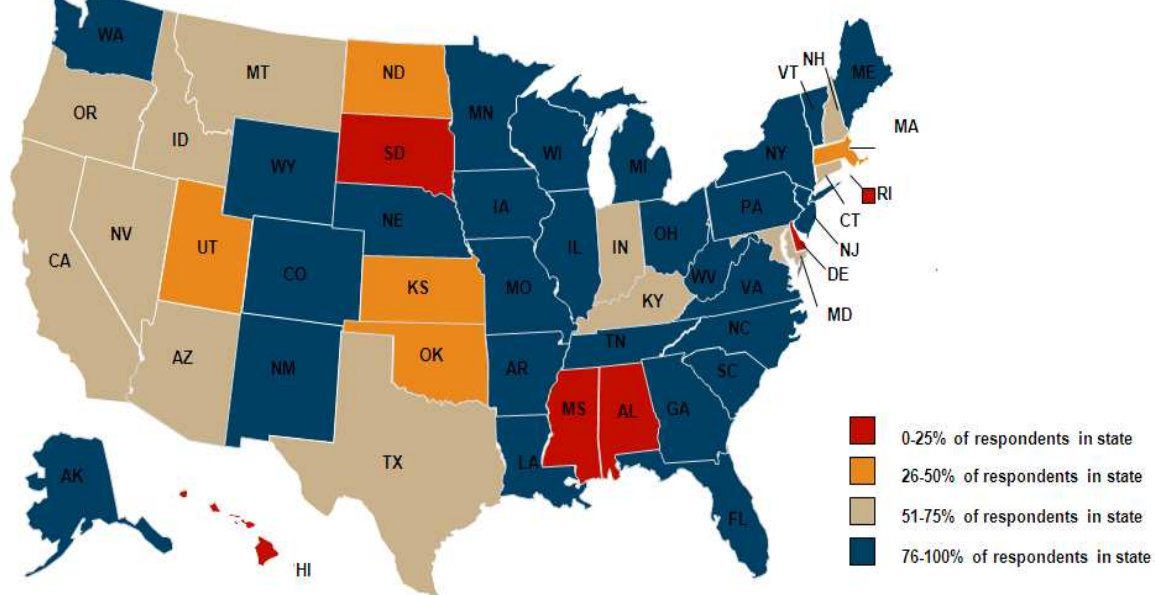 WA
MT
ND
MN
OR
ID
SD
WY
WI
MI
VT
NH
ME
MA
NY
RI
CT
NJ
DE
MD
CA
NV
UT
CO
NE
IA
IL
IN
OH
PA
WV
VA
KS
MO
KY
NC
TN
AZ
NM
OK
AR
SC
MS
AL
GA
TX
LA
FL
AK
HI
0-25% of respondents in state
26-50% of respondents in state
51-75% of respondents in state
76-100% of respondents in state